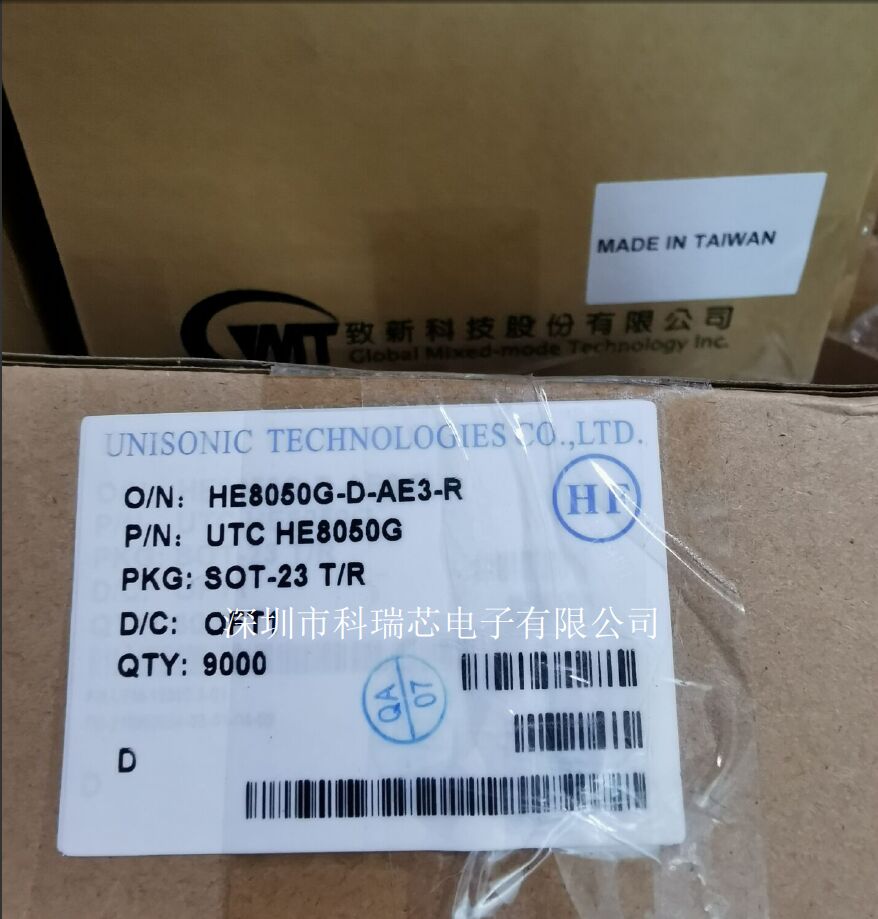 MADE IN TAIWAN
GMT 致新科技股份有限公司
Global Mixed-mode Technology Inc.
UNISONIC TECHNOLOGIES CO.,LTD.
O/N: HE8050G-D-AE3-R
HF
P/N: UTC HE8050G
PKG: SOT-23 T/R
D/C:
深圳市科瑞芯电子有限公司
QTY: 9000
QA 07
D